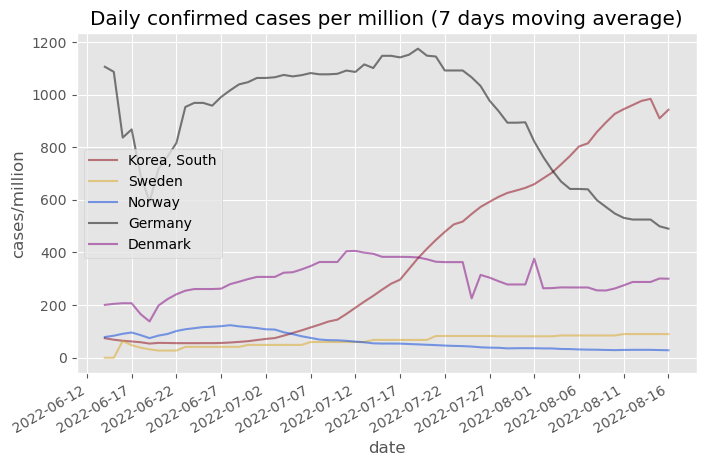 Daily confirmed cases per million (7 days moving average)
cases/million
1200
1000
800
600
400
200
0
Korea, South
Sweden
Norway
Germany
Denmark
2022-06-12
2022-06-17
2022-06-22
2022-06-27
2022-07-02
2022-07-07
2022-07-12
2022-07-17
2022-07-22
2022-07-27
2022-08-01
2022-08-06
2022-08-11
2022-08-16
date